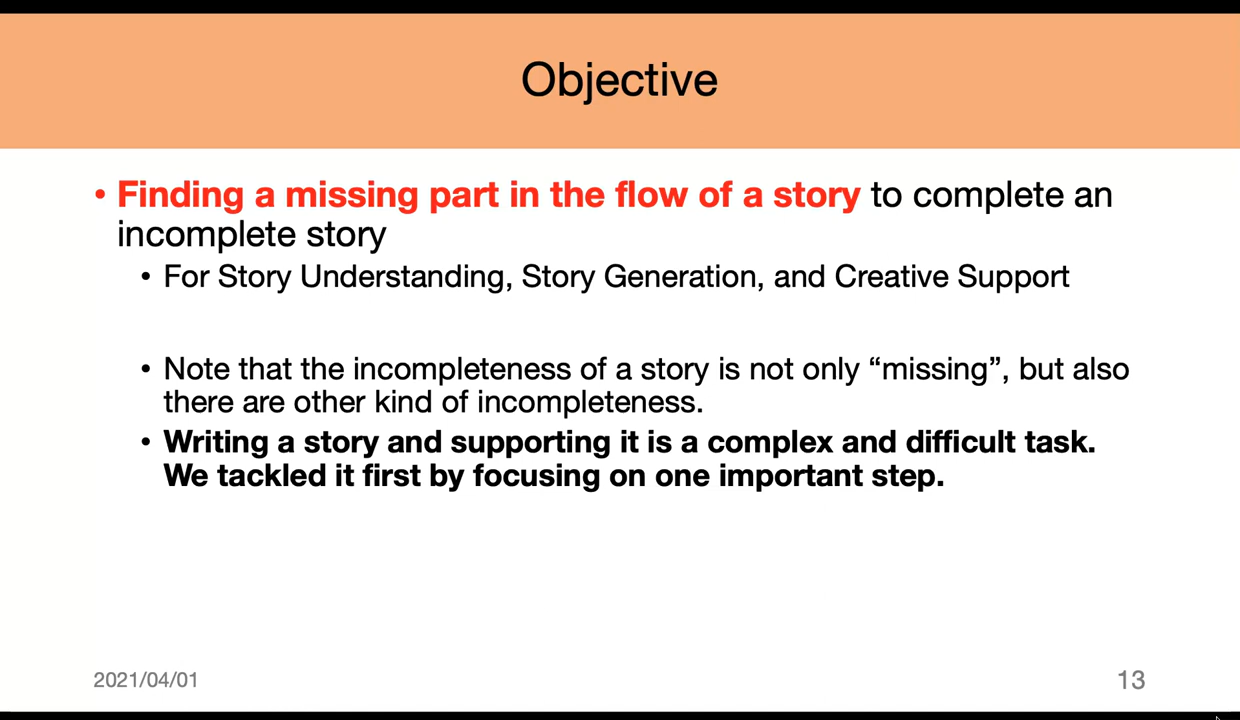 Objective
• Finding a missing part in the flow of a story to complete an
incomplete story
• For Story Understanding, Story Generation, and Creative Support
• Note that the incompleteness of a story is not only “missing”, but also
there are other kind of incompleteness.
• Writing a story and supporting it is a complex and difficult task.
We tackled it first by focusing on one important step.
2021/04/01
13